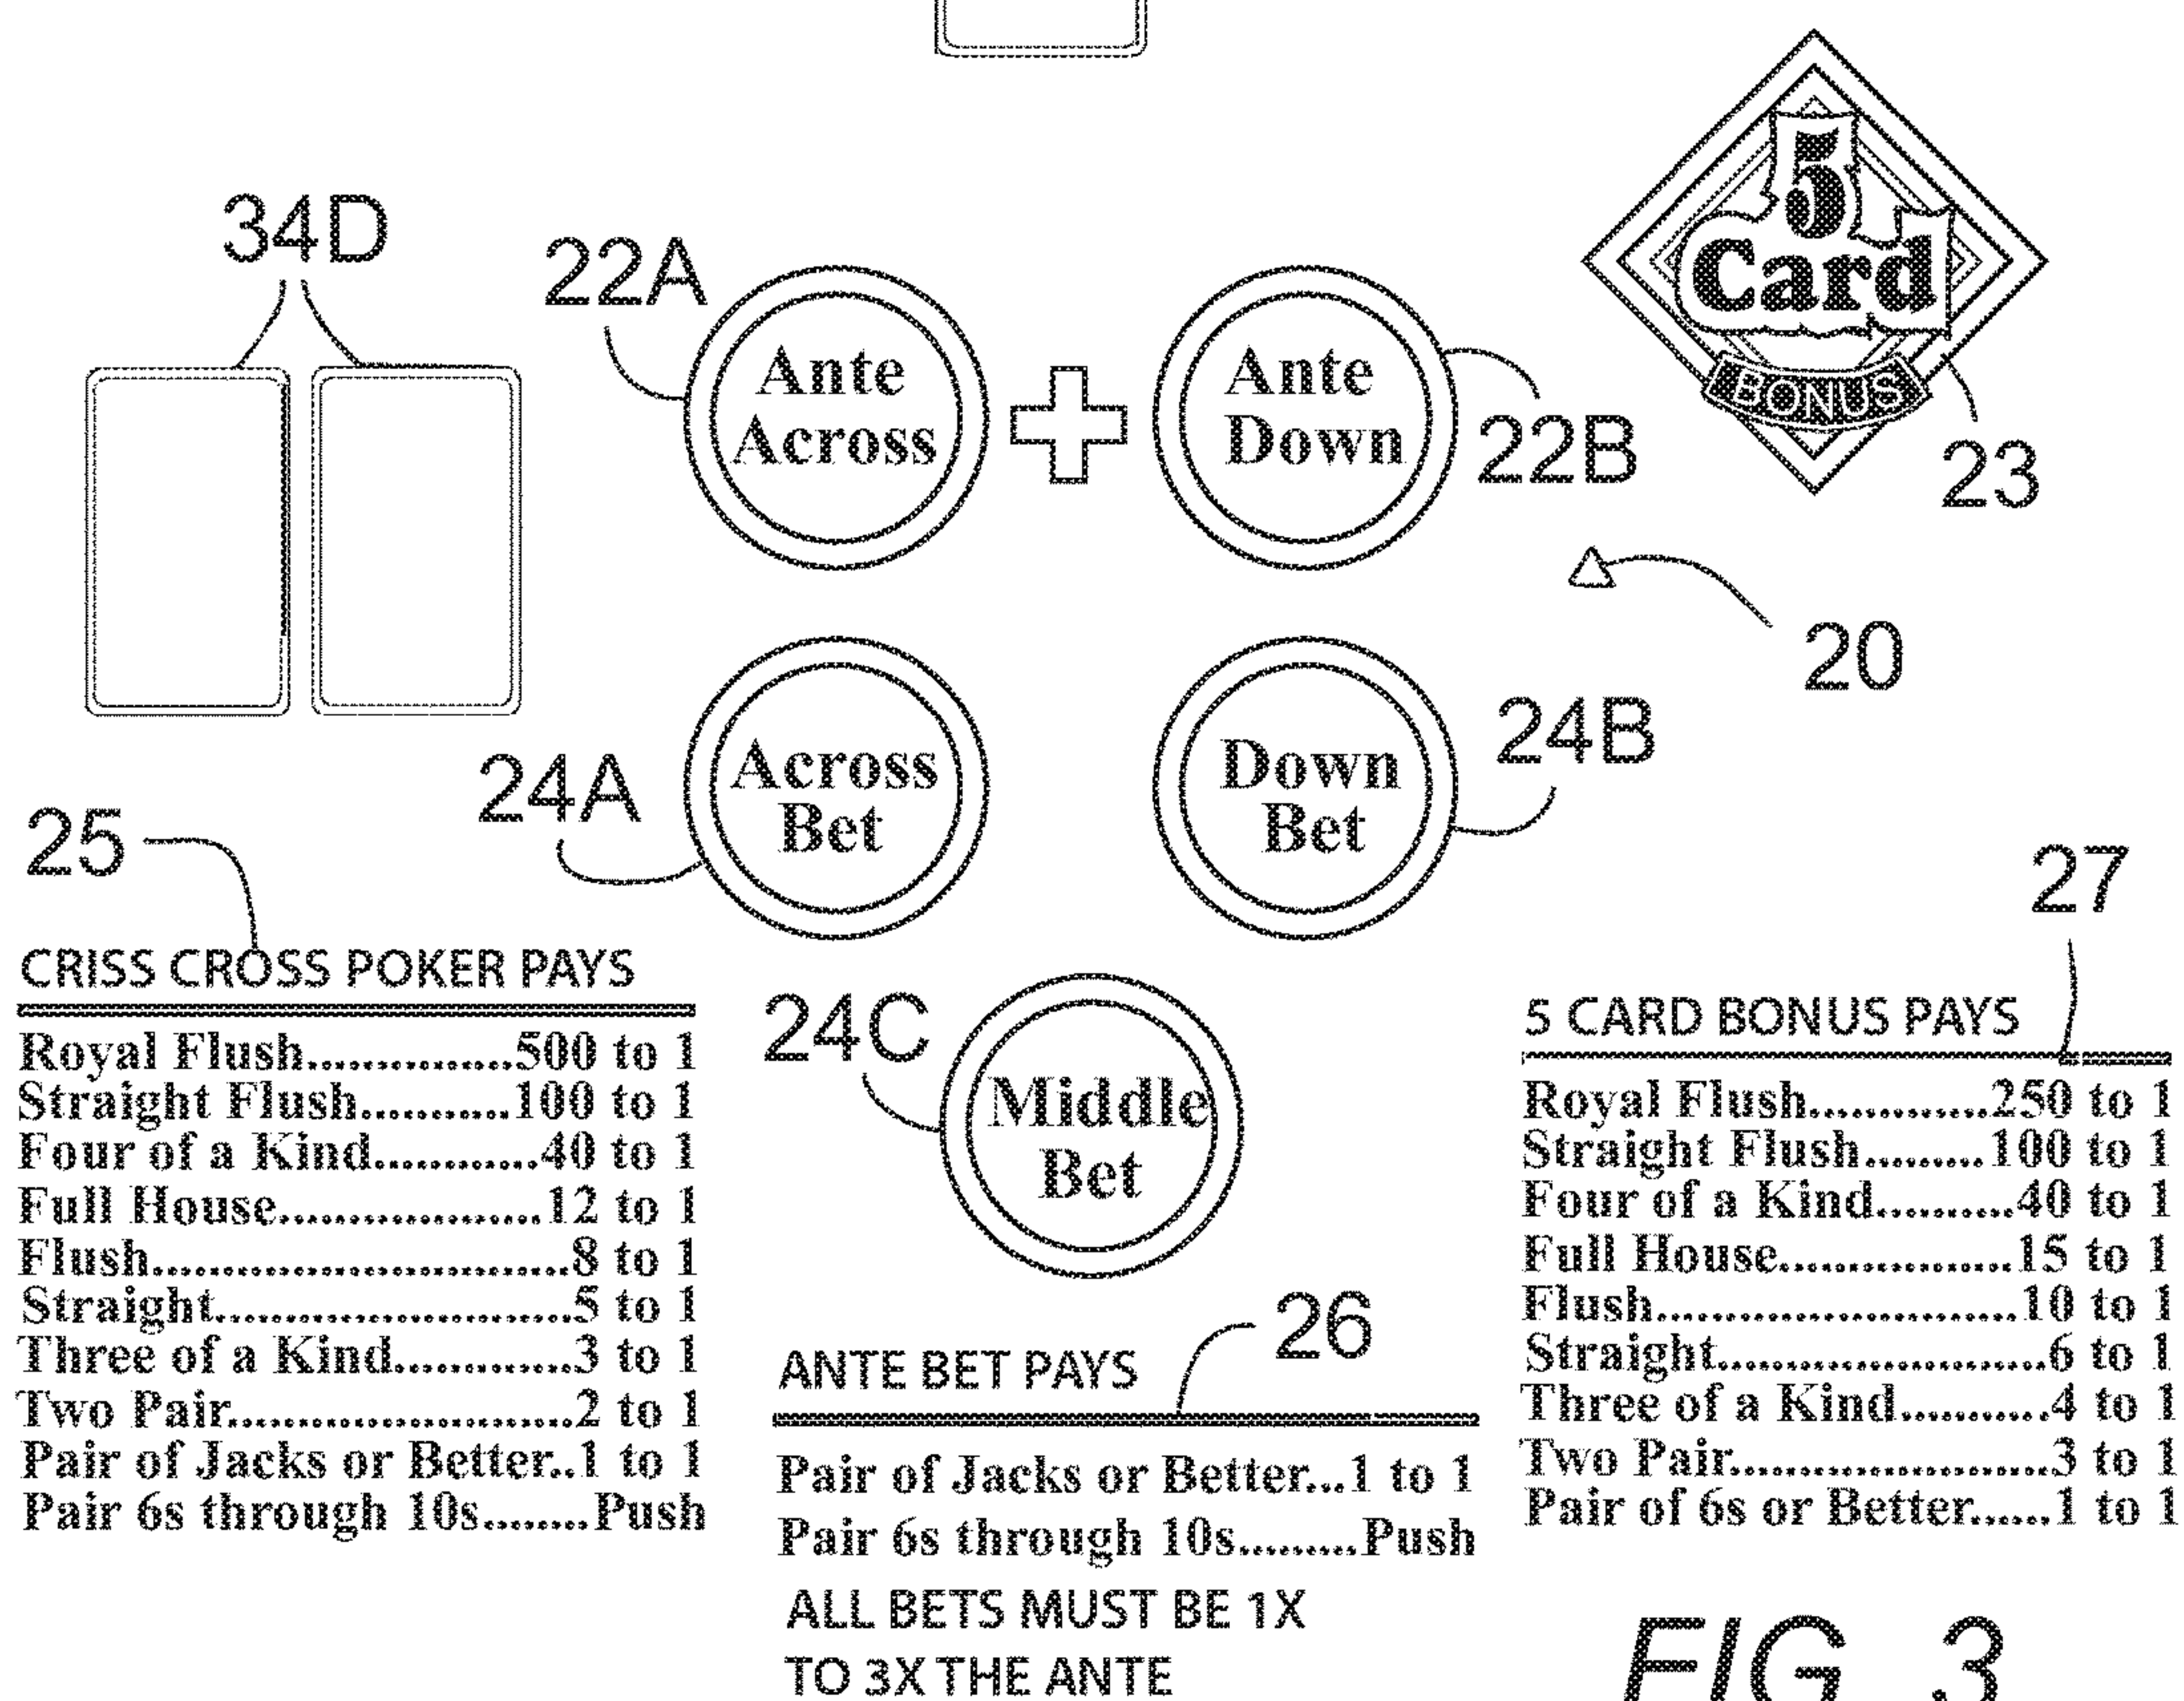 34D
22A
Ante
Across
Ante
Down
22B
5
Card
BONUS
23
20
24A
Across
Bet
Down
Bet
24B
25
27
CRISS CROSS POKER PAYS
Royal Flush...............500 to 1
Straight Flush...........100 to 1
Four of a Kind............40 to 1
Full House....................12 to 1
Flush................................8 to 1
Straight...........................5 to 1
Three of a Kind.............3 to 1
Two Pair..........................2 to 1
Pair of Jacks or Better..1 to 1
Pair 6s through 10s........Push
24C
Middle
Bet
26
ANTE BET PAYS
Pair of Jacks or Better...1 to 1
Pair 6s through 10s.........Push
ALL BETS MUST BE 1X
TO 3X THE ANTE
5 CARD BONUS PAYS
Royal Flush.............250 to 1
Straight Flush.........100 to 1
Four of a Kind..........40 to 1
Full House.................15 to 1
Flush...........................10 to 1
Straight.........................6 to 1
Three of a Kind...........4 to 1
Two Pair.......................3 to 1
Pair of 6s or Better......1 to 1
FIG. 3